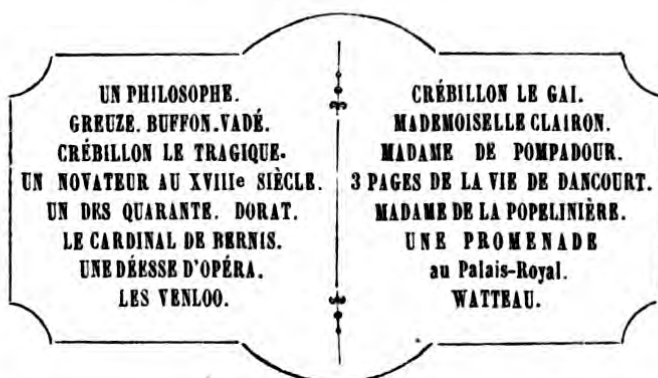 UN PHILOSOPHE.
GREUZE. BUFFON. VADÉ.
CRÉBILLON LE TRAGIQUE.
UN NOVATEUR AU XVIIIe SIÈCLE.
UN DES QUARANTE. DORAT.
LE CARDINAL DE BERNIS.
UNE DÉESSE D'OPÉRA.
LES VENLOO.
CRÉBILLON LE GAI.
MADEMOISELLE CLAIRON.
MADAME DE POMPADOUR.
3 PAGES DE LA VIE DE DANCOURT.
MADAME DE LA POPELINIÈRE.
UNE PROMENADE
au Palais-Royal.
WATTEAU.